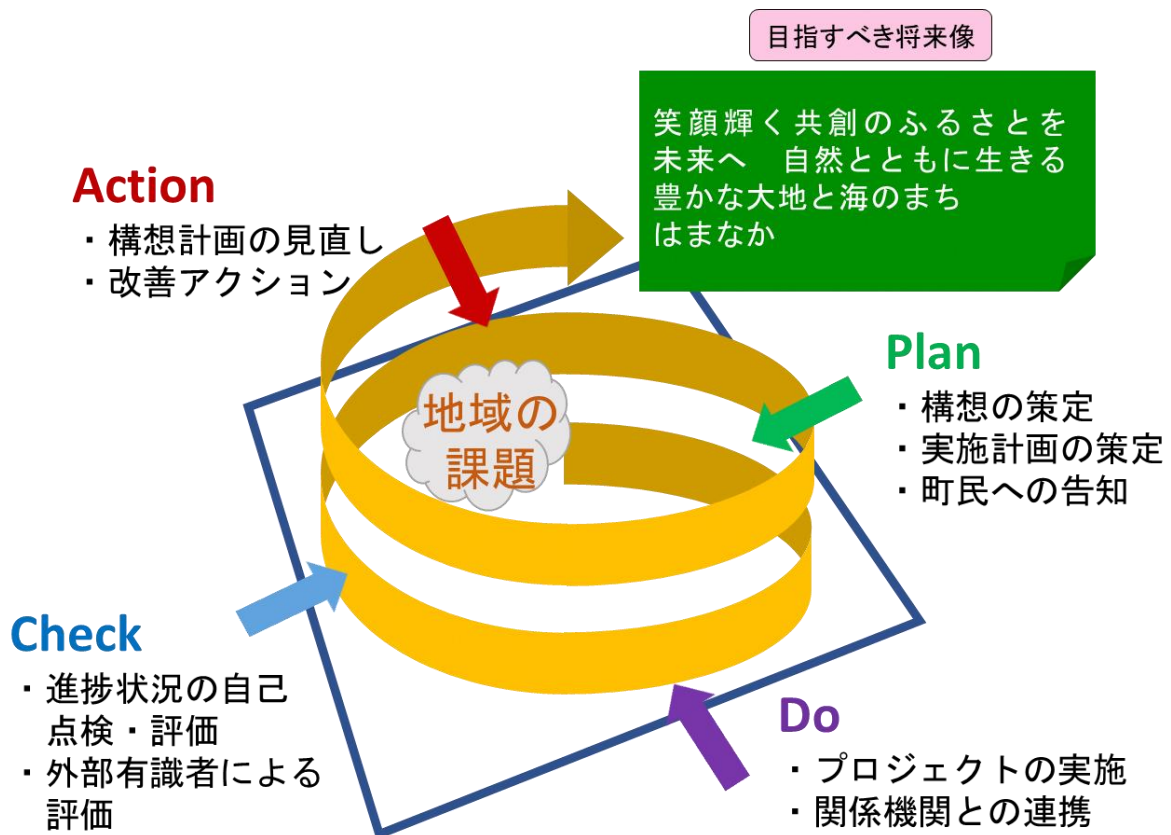 目指すべき将来像
笑顔輝く共創のふるさとを
未来へ　自然とともに生きる
豊かな大地と海のまち
はまなか
Action
・構想計画の見直し
・改善アクション
地域の
課題
Plan
・構想の策定
・実施計画の策定
・町民への告知
Check
・進捗状況の自己
点検・評価
・外部有識者による
評価
Do
・プロジェクトの実施
・関係機関との連携